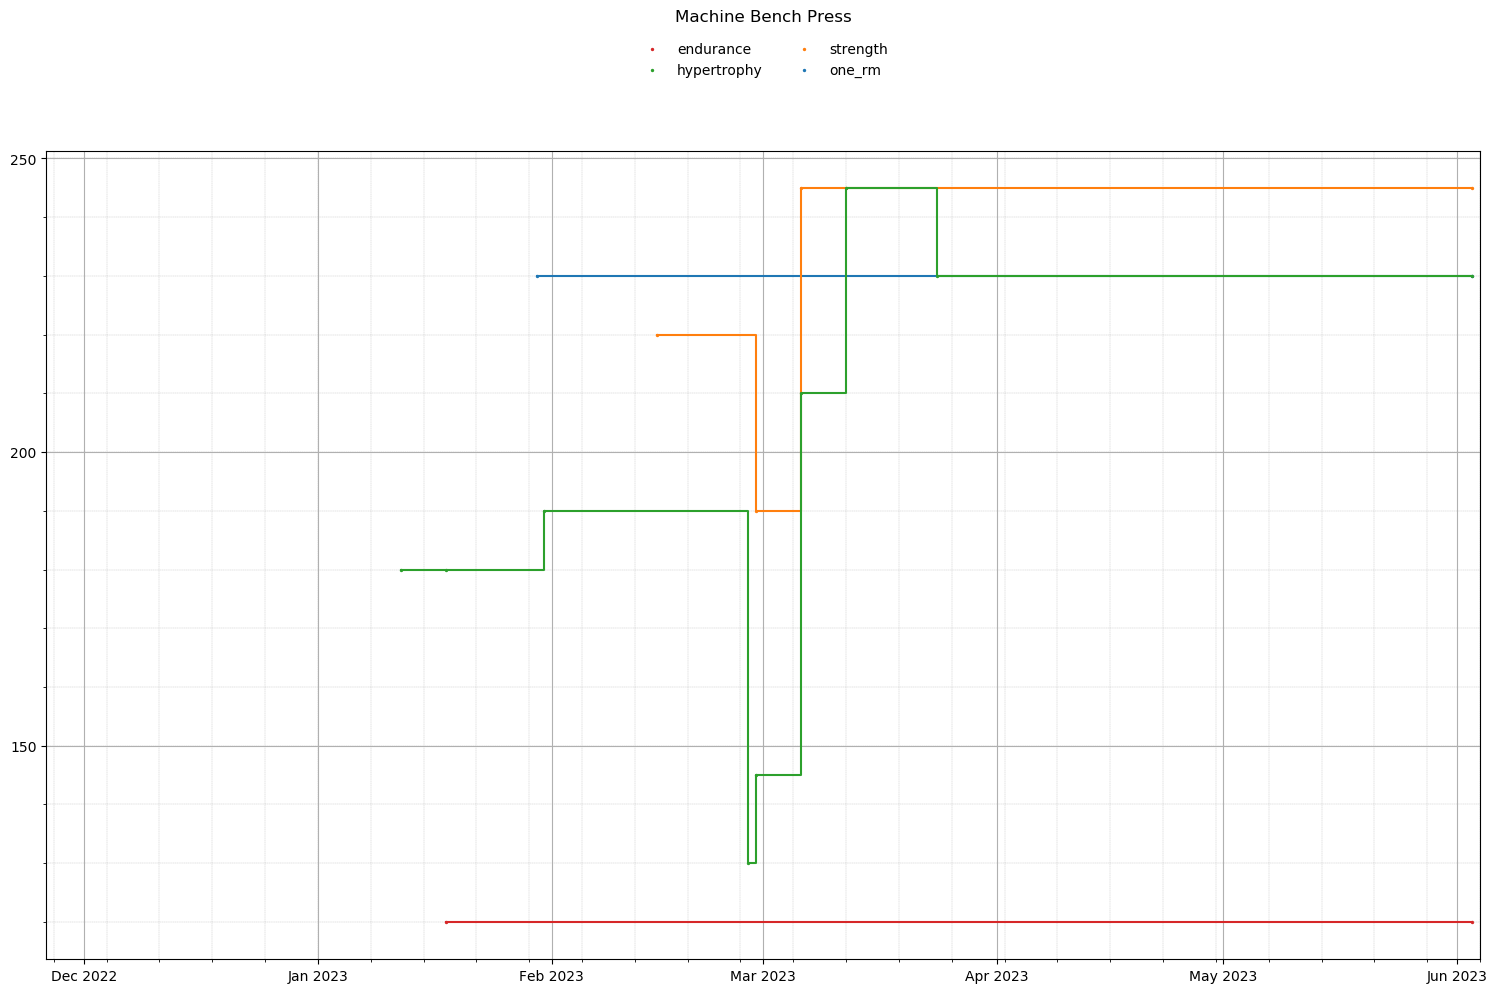 Machine Bench Press
endurance strength
hypertrophy one_rm
250
200
150
Dec 2022 Jan 2023 Feb 2023 Mar 2023 Apr 2023 May 2023 Jun 2023